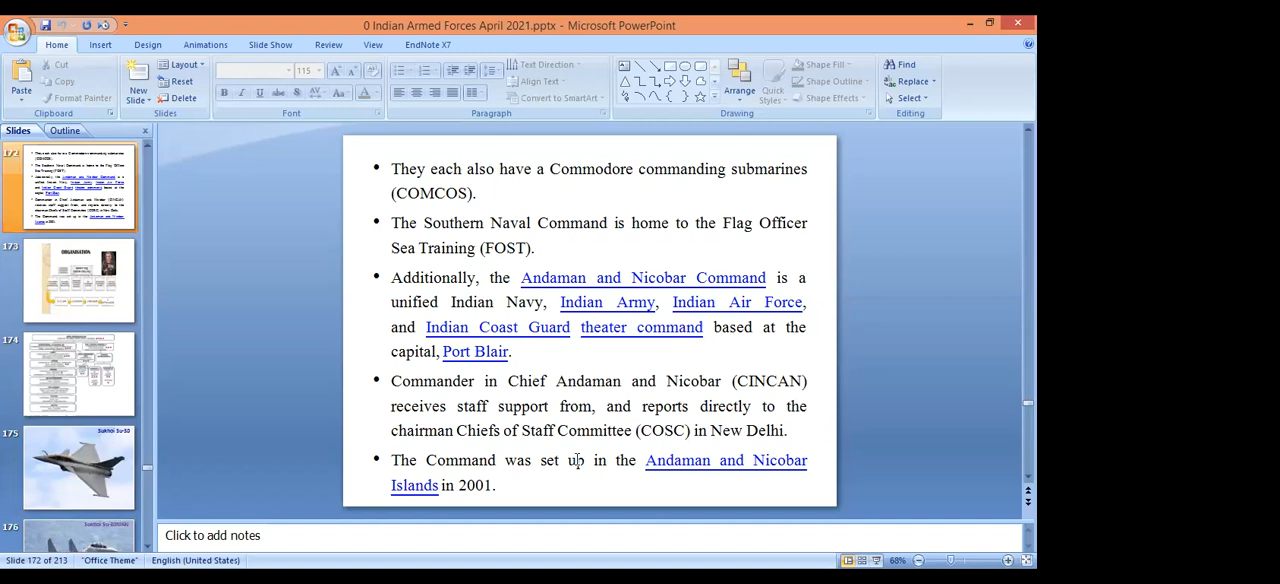 0 Indian Armed Forces April 2021.pptx - Microsoft PowerPoint
Home Insert Design Animations Slide Show Review View EndNote X7
Cut
Copy
Format Painter
Paste
Clipboard
New Slide
Layout
Reset
Delete
Slides
115
Font
Paragraph
Text Direction
Align Text
Convert to SmartArt
Arrange
Quick Styles
Shape Fill
Shape Outline
Shape Effects
Drawing
Find
Replace
Select
Editing
Slides Outline
172
173
ORGANISATION
174
175
Sukhoi Su-30
176
• They each also have a Commodore commanding submarines
(COMCOS).
• The Southern Naval Command is home to the Flag Officer
Sea Training (FOST).
• Additionally, the Andaman and Nicobar Command is a
unified Indian Navy, Indian Army, Indian Air Force,
and Indian Coast Guard theater command based at the
capital, Port Blair.
• Commander in Chief Andaman and Nicobar (CINCAN)
receives staff support from, and reports directly to the
chairman Chiefs of Staff Committee (COSC) in New Delhi.
• The Command was set up in the Andaman and Nicobar
Islands in 2001.
Click to add notes
Slide 172 of 213 "Office Theme" English (United States) 68%